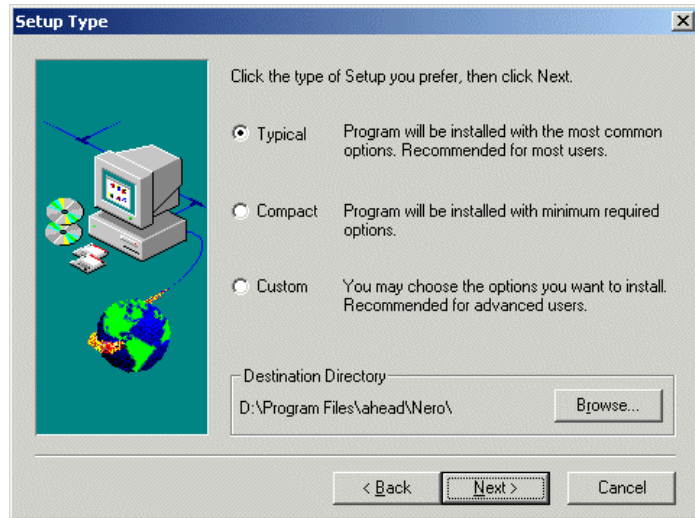 Setup Type
Click the type of Setup you prefer, then click Next.
Typical Program will be installed with the most common
options. Recommended for most users.
Compact Program will be installed with minimum required
options.
Custom You may choose the options you want to install.
Recommended for advanced users.
Destination Directory
D:\Program Files\ahead\Nero\ Browse...
< Back Next > Cancel